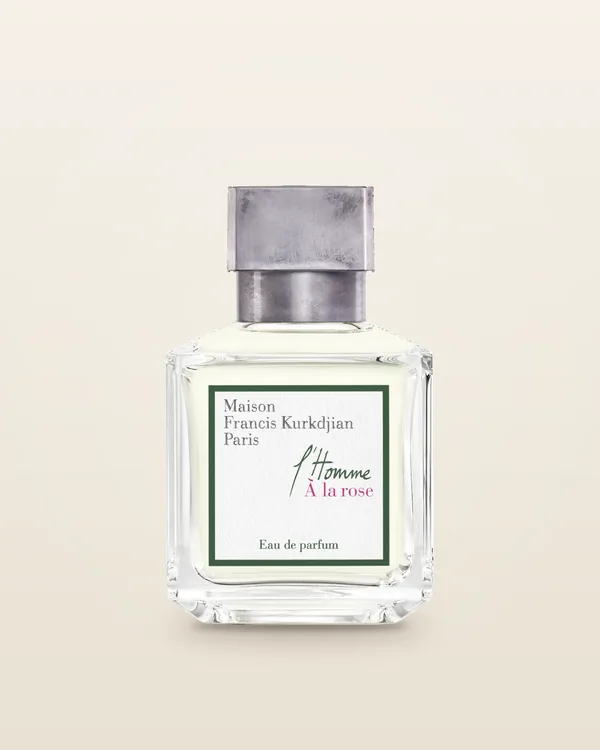 Maison
Francis Kurkdjian
Paris
l'Homme
À la rose
Eau de parfum